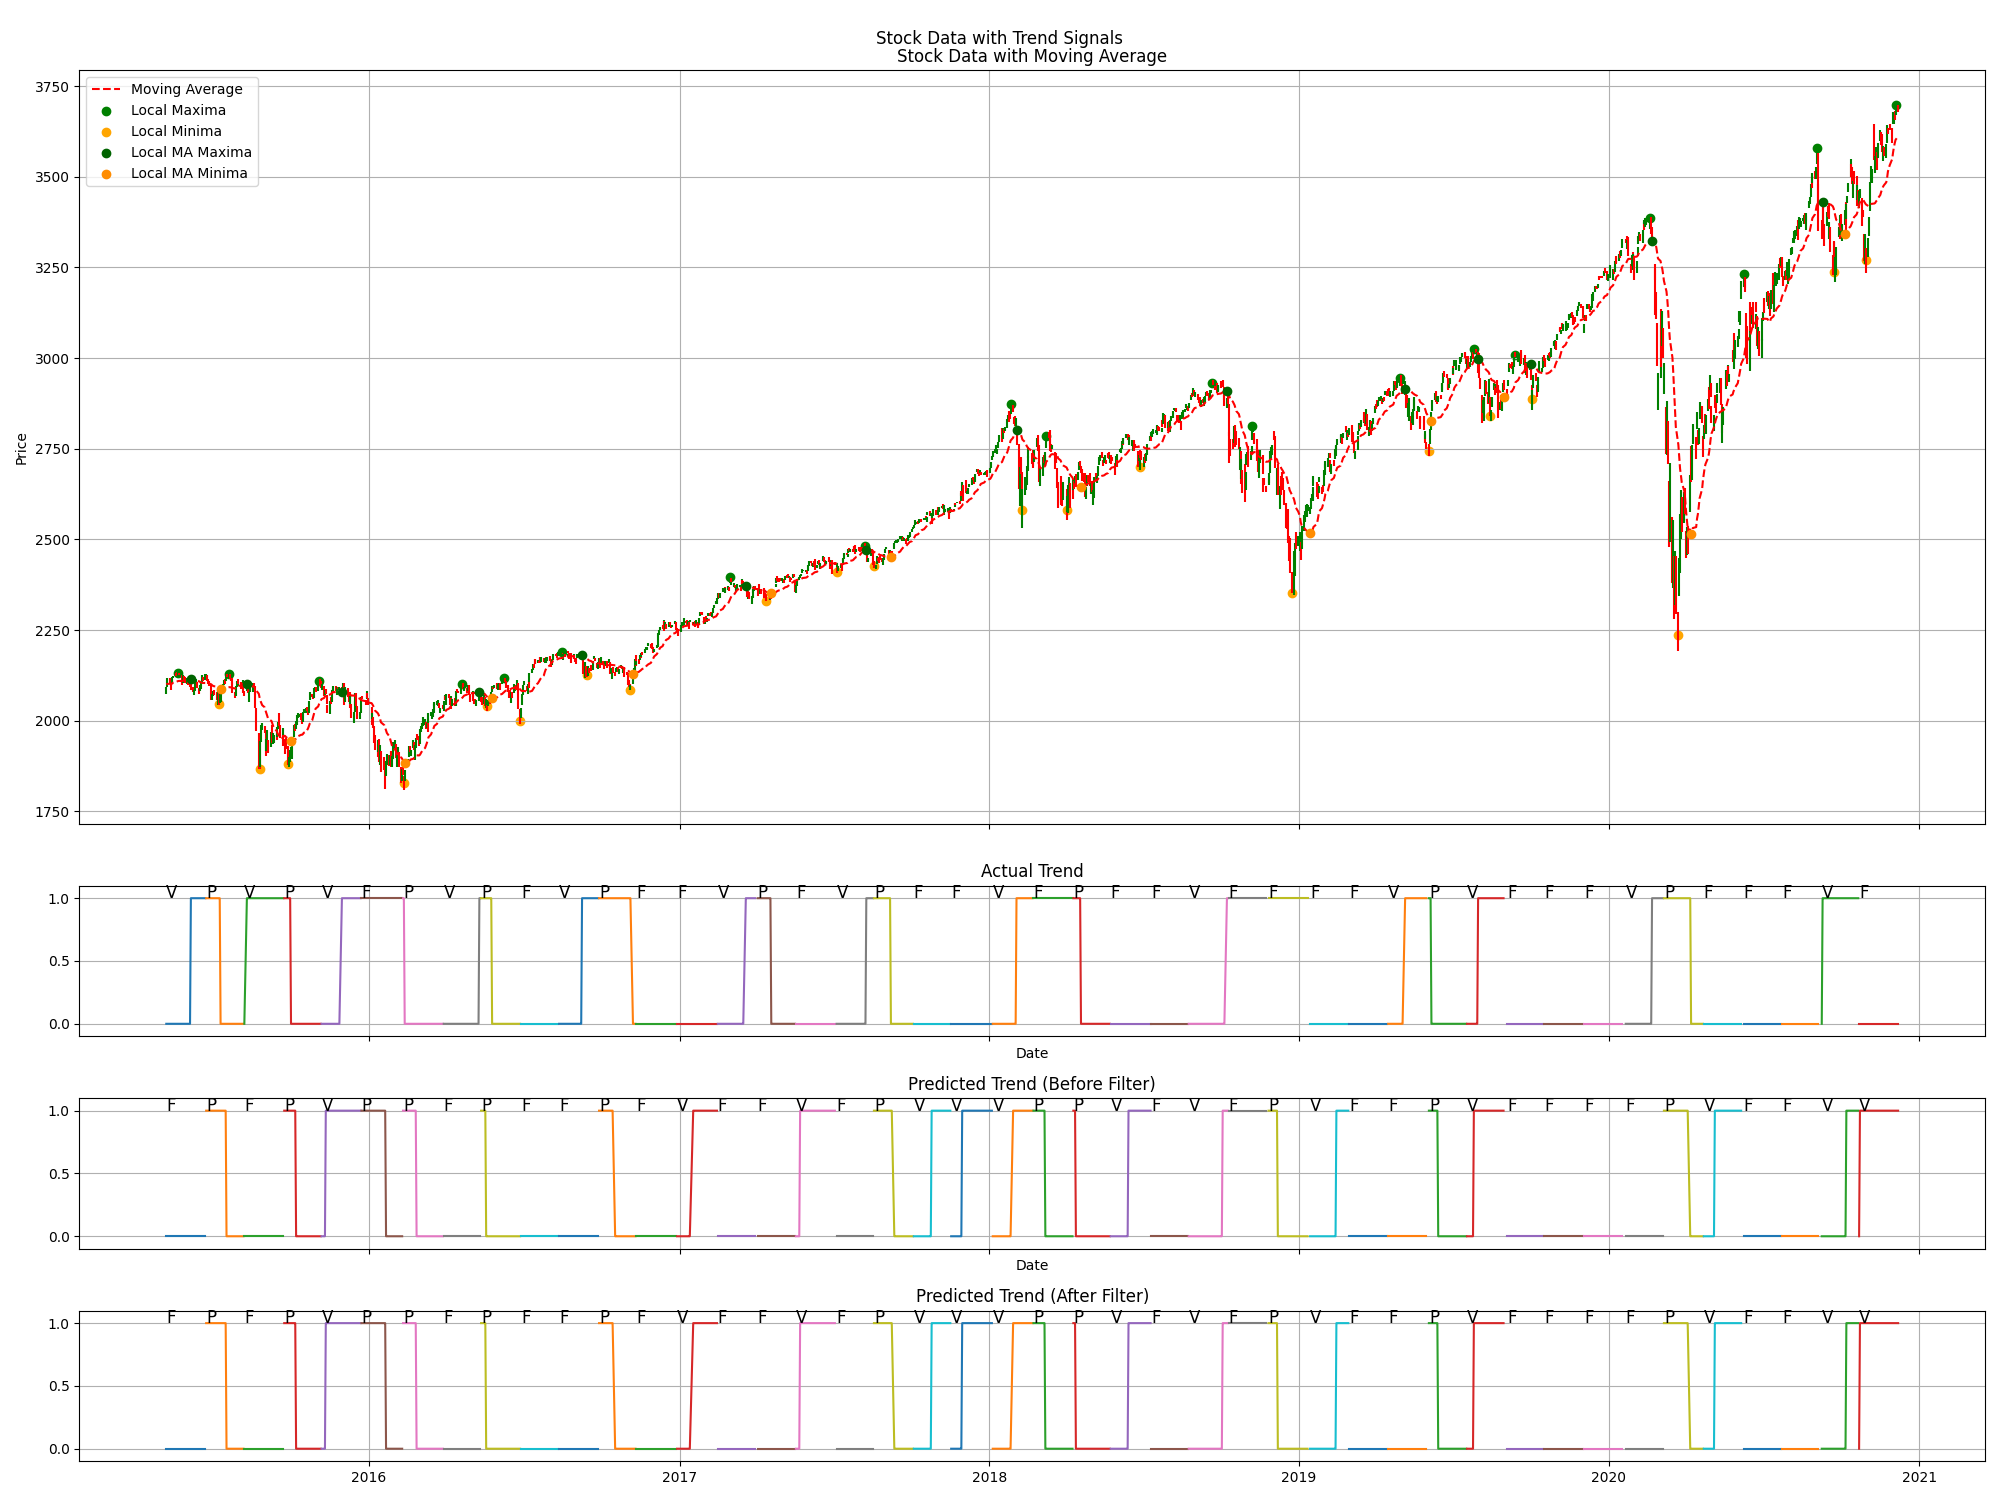 Stock Data with Trend Signals
Stock Data with Moving Average
3750
3500
3250
3000
2750
2500
2250
2000
1750
Price
Moving Average
Local Maxima
Local Minima
Local MA Maxima
Local MA Minima
Actual Trend
V P V P V F P V P F V P F F V P F V P F F V F P F F V F F F F V P V F F F V P F F F V F
1.0
0.5
0.0
Date
Predicted Trend (Before Filter)
F P F P V P P F P F F P F V F F V F P V V V P P V F V F P V F F P V F F F F P V F F V V
1.0
0.5
0.0
Date
Predicted Trend (After Filter)
F P F P V P P F P F F P F V F F V F P V V V P P V F V F P V F F P V F F F F P V F F V V
1.0
0.5
0.0
2016 2017 2018 2019 2020 2021